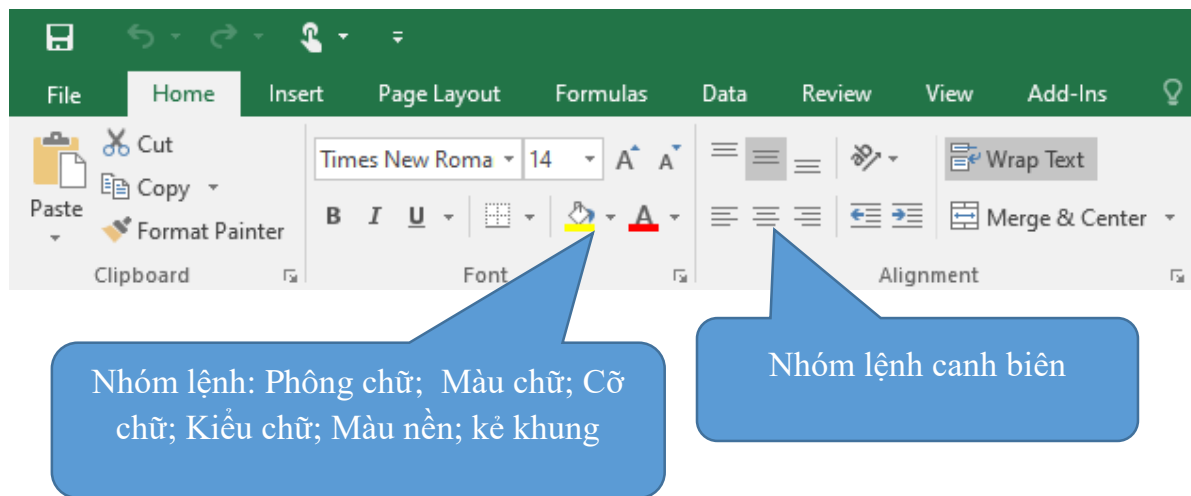 File Home Insert Page Layout Formulas Data Review View Add-Ins
Cut
Copy
Format Painter
Paste
Clipboard
Times New Roma 14 A A
B I U A
Font
Wrap Text
Merge & Center
Alignment
Nhóm lệnh: Phông chữ; Màu chữ; Cỡ
chữ; Kiểu chữ; Màu nền; kẻ khung
Nhóm lệnh canh biên